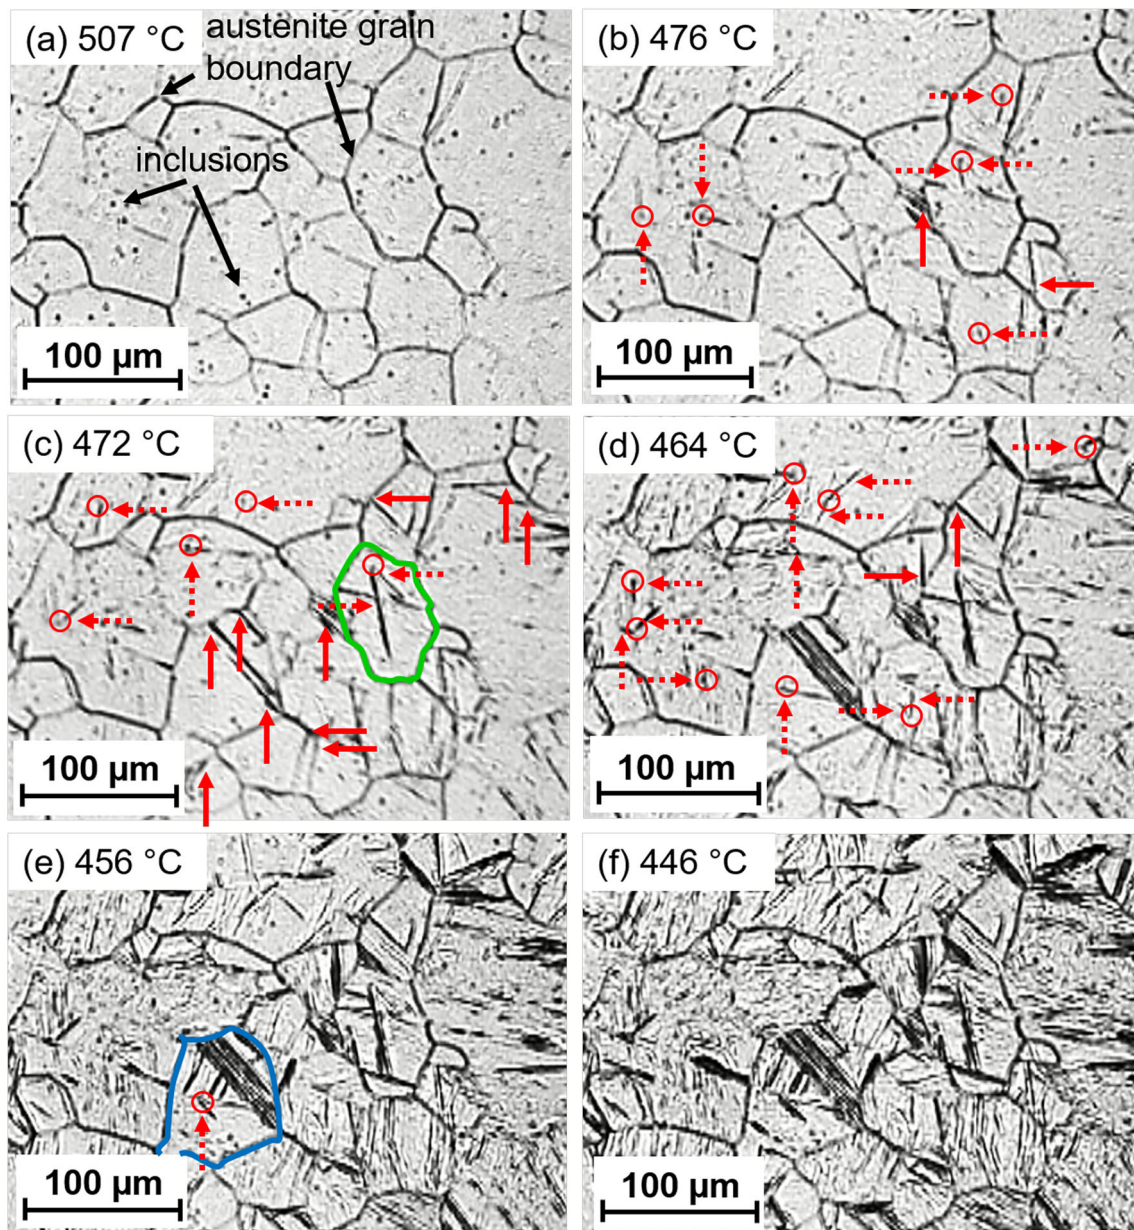 (a) 507 °C
austenite grain
boundary
inclusions
100 µm
(b) 476 °C
100 µm
(c) 472 °C
100 µm
(d) 464 °C
100 µm
(e) 456 °C
100 µm
(f) 446 °C
100 µm